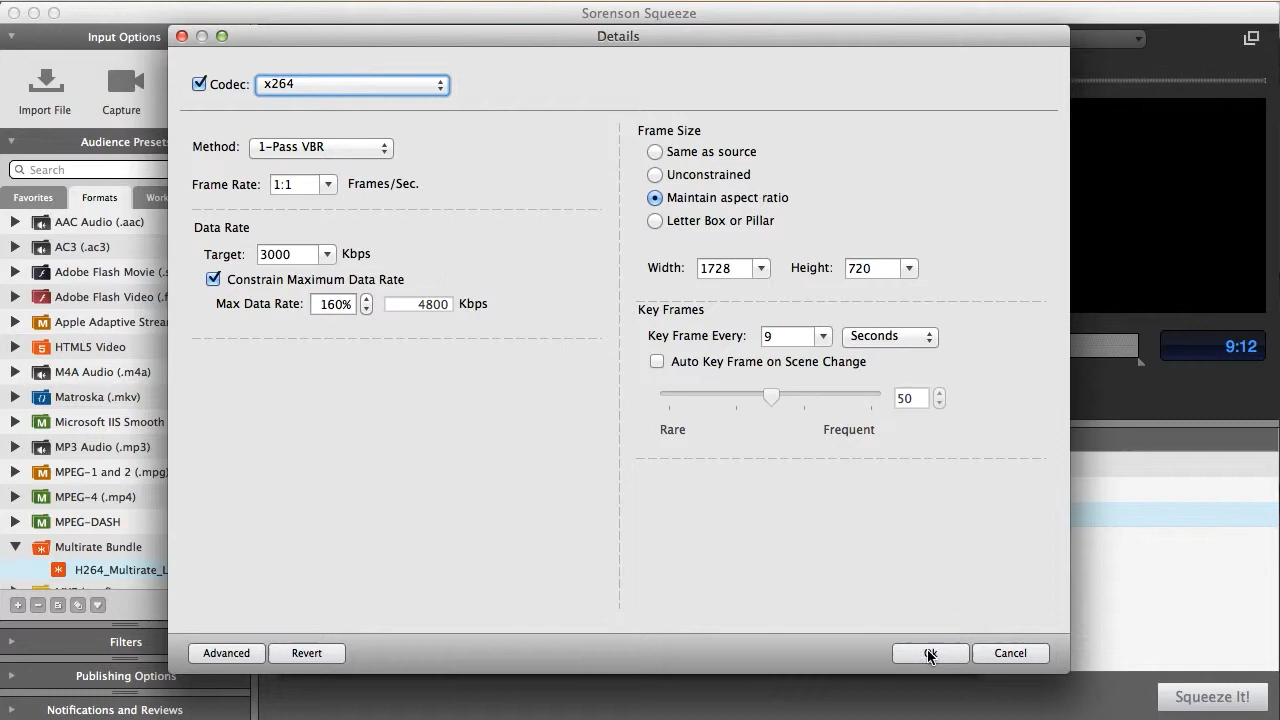 Sorenson Squeeze
Input Options
Details
Import File
Capture
Codec: x264
Audience Presets
Search
Favorites Formats Work
AAC Audio (.aac)
AC3 (.ac3)
Adobe Flash Movie (.s
Adobe Flash Video (.f
Apple Adaptive Strean
HTML5 Video
M4A Audio (.m4a)
Matroska (.mkv)
Microsoft IIS Smooth
MP3 Audio (.mp3)
MPEG-1 and 2 (.mpg)
MPEG-4 (.mp4)
MPEG-DASH
Multirate Bundle
H264_Multirate_L
Filters
Publishing Options
Notifications and Reviews
Method: 1-Pass VBR
Frame Rate: 1:1 Frames/Sec.
Data Rate
Target: 3000 Kbps
Constrain Maximum Data Rate
Max Data Rate: 160% 4800 Kbps
Frame Size
Same as source
Unconstrained
Maintain aspect ratio
Letter Box or Pillar
Width: 1728 Height: 720
Key Frames
Key Frame Every: 9 Seconds
Auto Key Frame on Scene Change
50
Rare Frequent
Advanced Revert Cancel
9:12
Squeeze It!